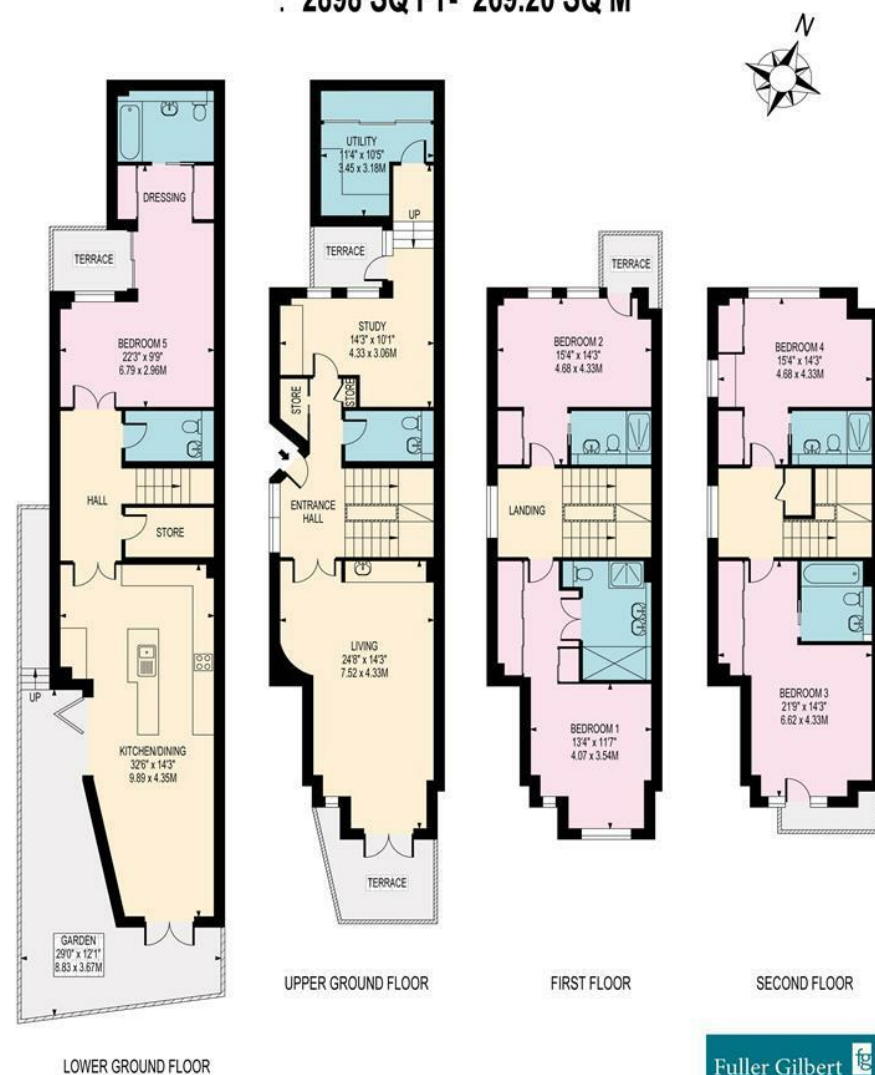 : 2898 SQ FT- 269.20 SQ M
N
UTILITY
11'4" x 10'5"
3.45 x 3.18M
DRESSING
UP
TERRACE
TERRACE
BEDROOM 5
22'3" x 9'9"
6.79 x 2.96M
STUDY
14'3" x 10'1"
4.33 x 3.06M
STORE
STORE
HALL
STORE
ENTRANCE
HALL
UP
KITCHEN/DINING
32'6" x 14'3"
9.89 x 4.35M
LIVING
24'8" x 14'3"
7.52 x 4.33M
TERRACE
GARDEN
29'0" x 12'1"
8.83 x 3.67M
TERRACE
BEDROOM 2
15'4" x 14'3"
4.68 x 4.33M
LANDING
BEDROOM 1
13'4" x 11'7"
4.07 x 3.54M
BEDROOM 4
15'4" x 14'3"
4.68 x 4.33M
BEDROOM 3
21'9" x 14'3"
6.62 x 4.33M
LOWER GROUND FLOOR
UPPER GROUND FLOOR
FIRST FLOOR
SECOND FLOOR
Fuller Gilbert fg